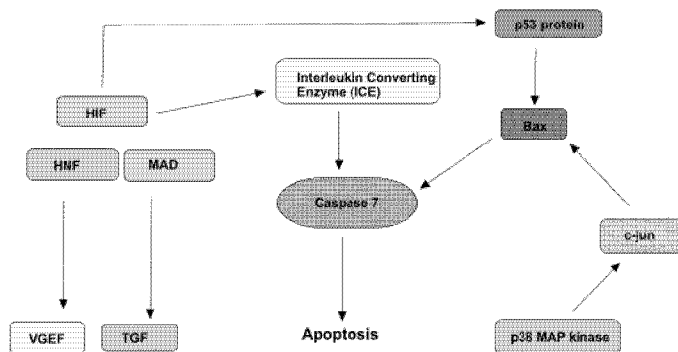 p53 protein
Interleukin Converting
Enzyme (ICE)
HIF
Bax
HNF
MAD
Caspase 7
c-jun
VGEF
TGF
Apoptosis
p38 MAP kinase